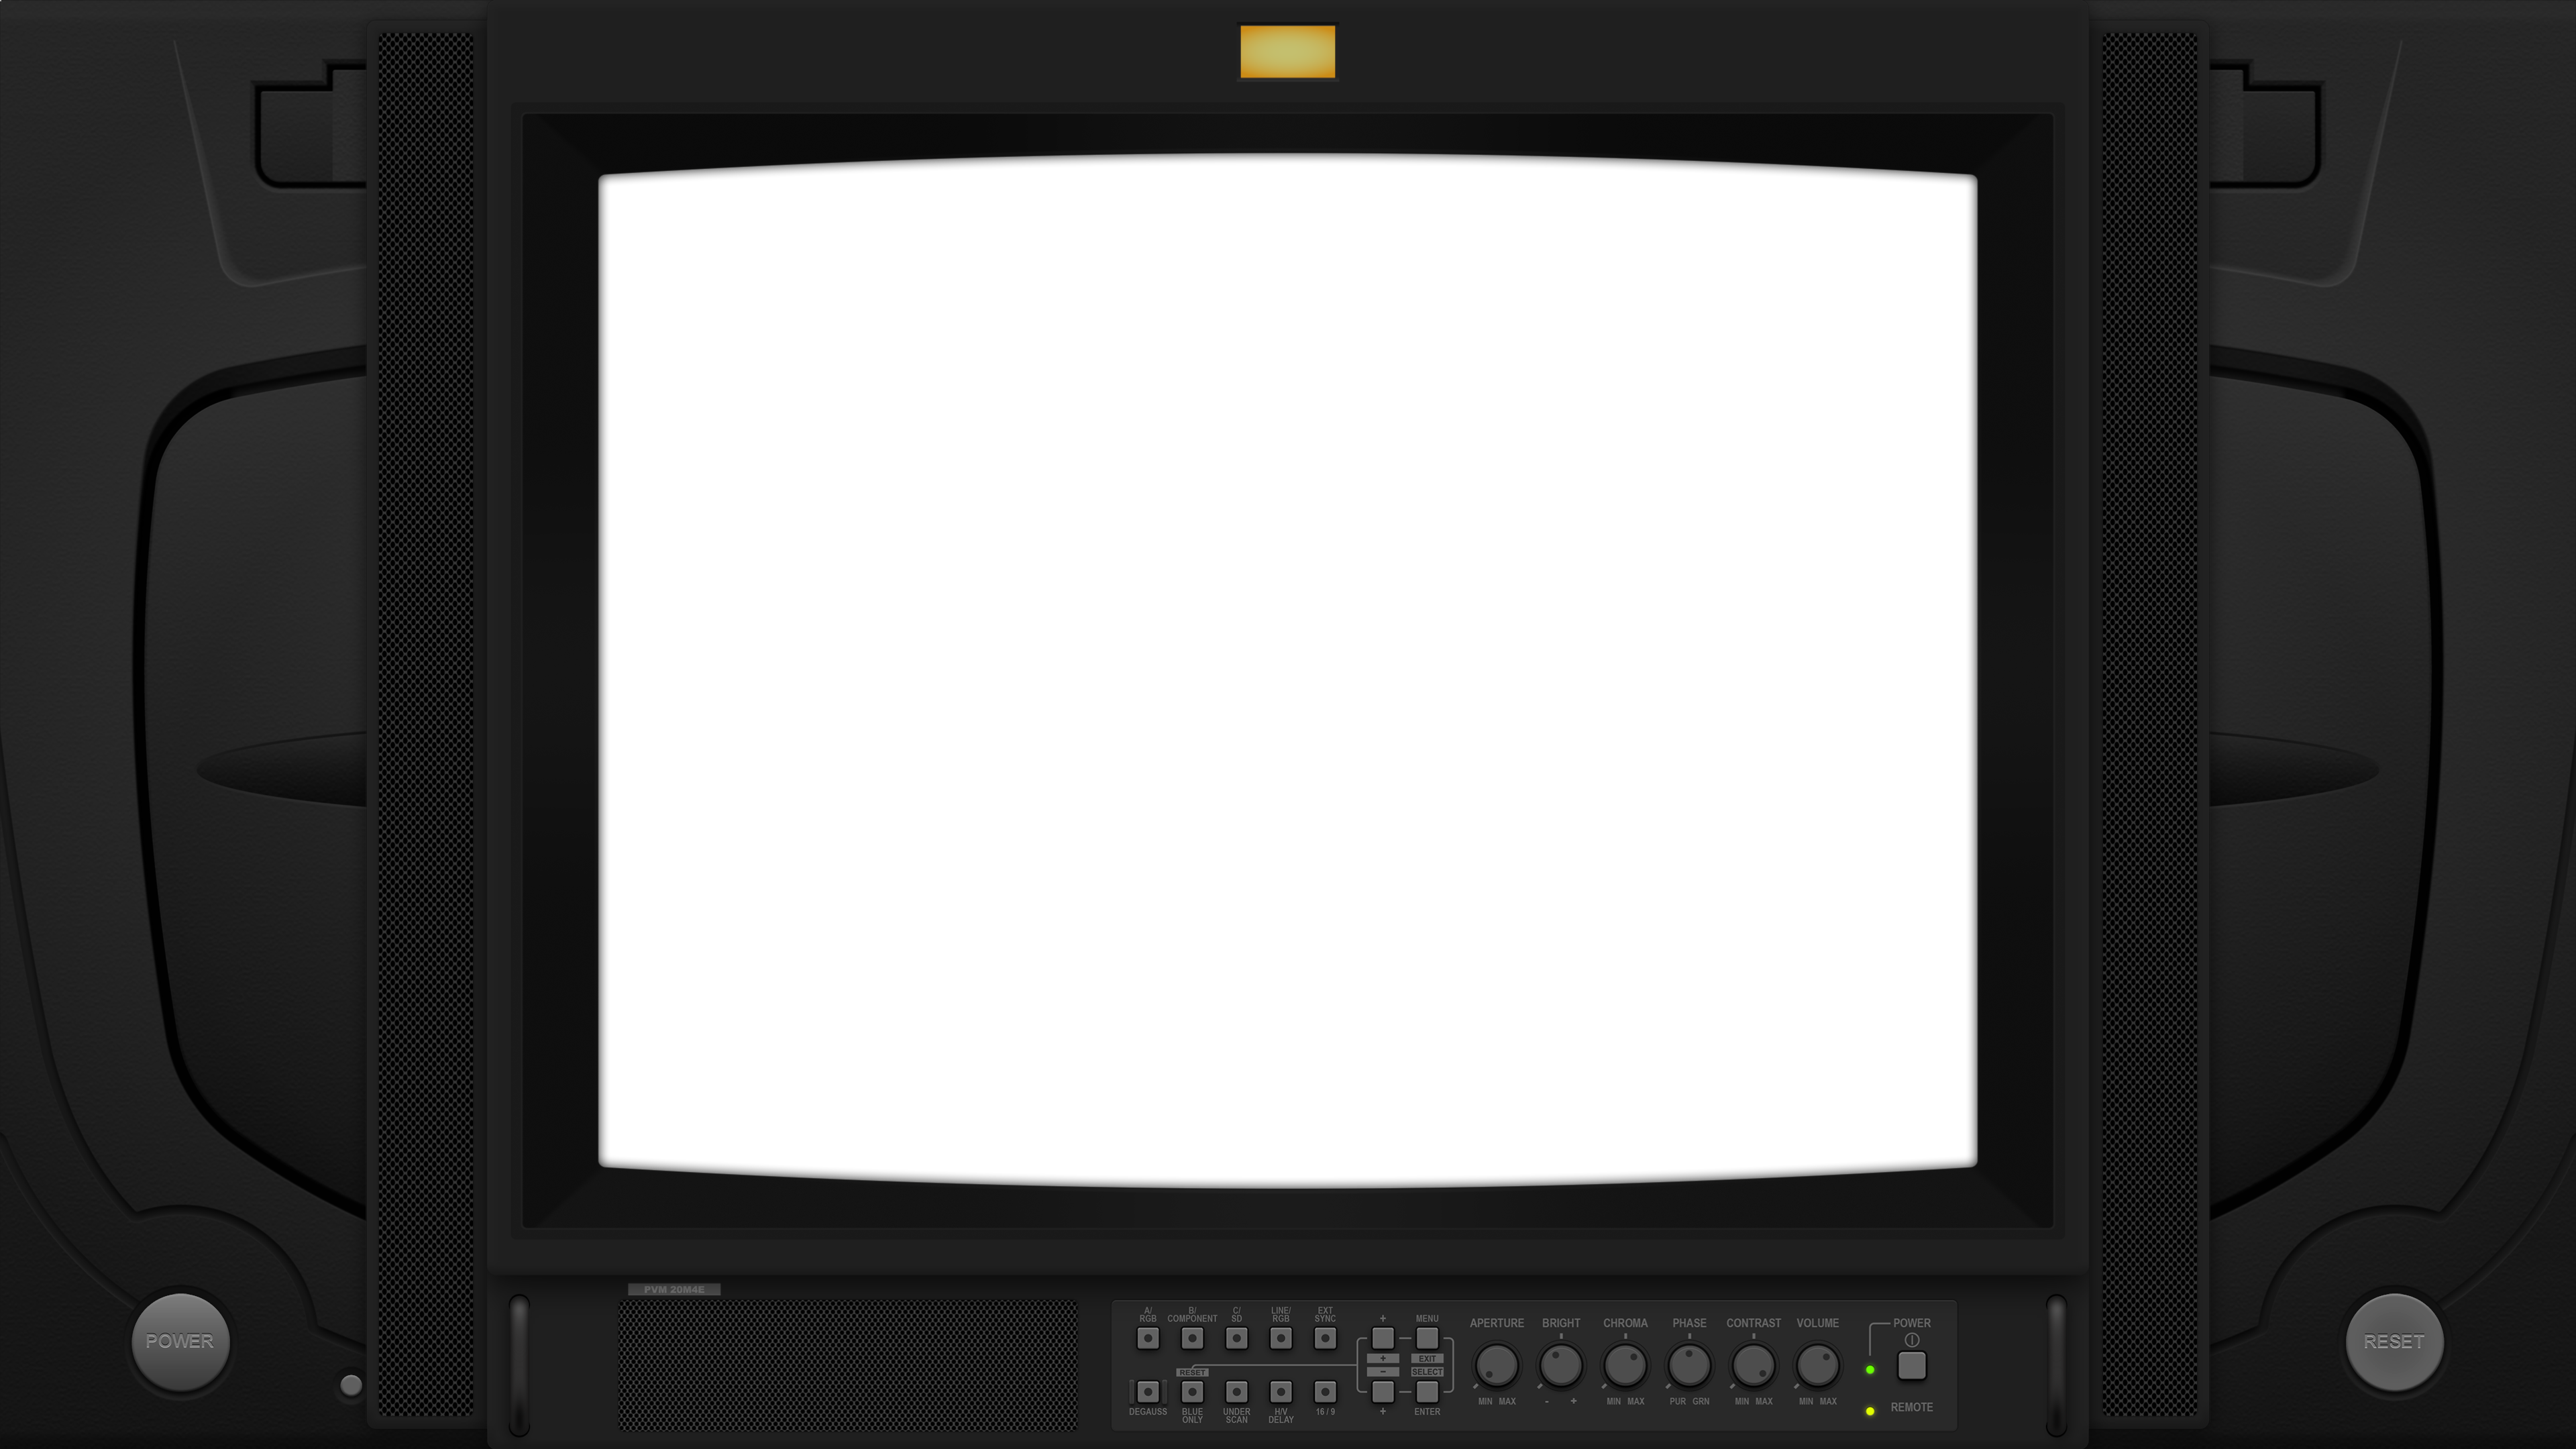 PVM 20M4E
A/
RGB
B/
COMPONENT
C/
SD
LINE/
RGB
EXT
SYNC
+
MENU
APERTURE
BRIGHT
CHROMA
PHASE
CONTRAST
VOLUME
POWER
+
EXIT
RESET
−
SELECT
DEGAUSS
BLUE
ONLY
UNDER
SCAN
H/V
DELAY
16 / 9
+
ENTER
MIN MAX
- +
MIN MAX
PUR GRN
MIN MAX
MIN MAX
REMOTE
POWER
RESET